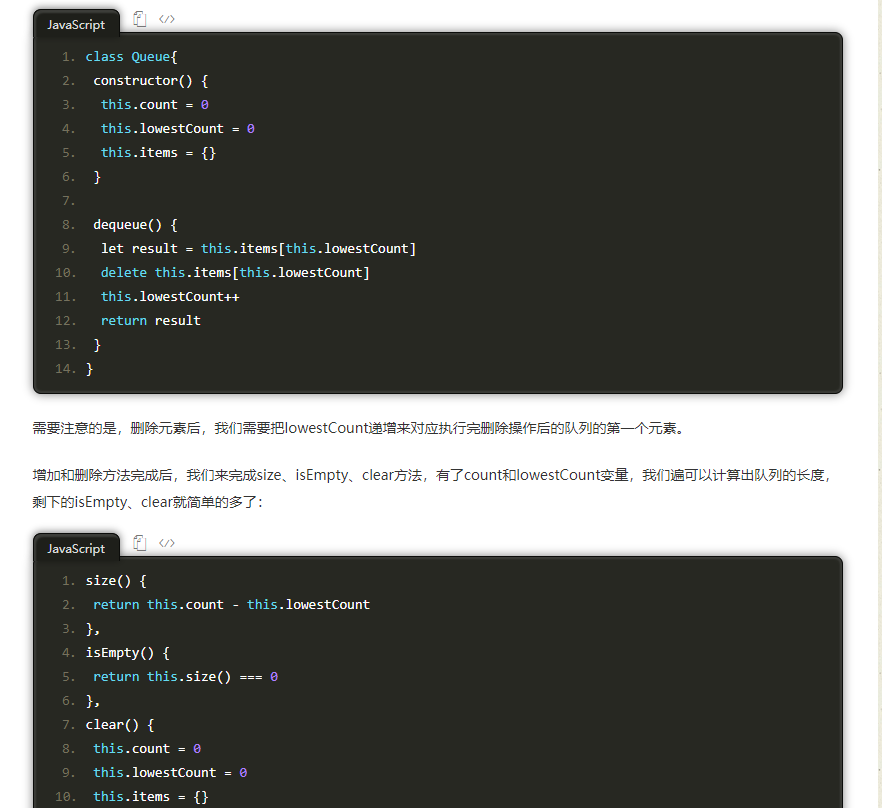 JavaScript
1. class Queue{
2.  constructor() {
3.   this.count = 0
4.   this.lowestCount = 0
5.   this.items = {}
6.  }
7.
8.  dequeue() {
9.   let result = this.items[this.lowestCount]
10.   delete this.items[this.lowestCount]
11.   this.lowestCount++
12.   return result
13.  }
14. }
需要注意的是，删除元素后，我们需要把lowestCount递增来对应执行完删除操作后的队列的第一个元素。
增加和删除方法完成后，我们来完成size、isEmpty、clear方法，有了count和lowestCount变量，我们遍可以计算出队列的长度，
剩下的isEmpty、clear就简单的多了：
JavaScript
1. size() {
2.  return this.count - this.lowestCount
3. },
4. isEmpty() {
5.  return this.size() === 0
6. },
7. clear() {
8.  this.count = 0
9.  this.lowestCount = 0
10.  this.items = {}